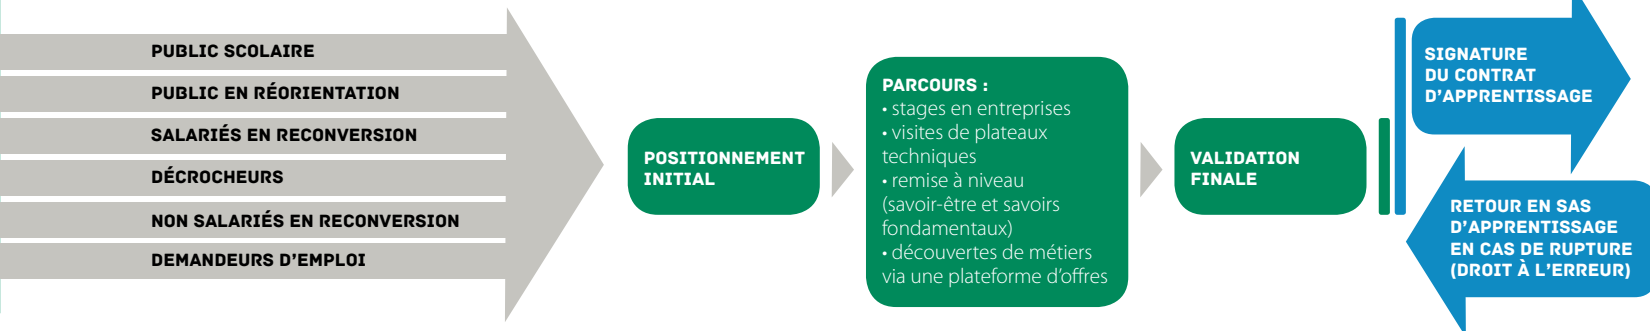 PUBLIC SCOLAIRE
PUBLIC EN RÉORIENTATION
SALARIÉS EN RECONVERSION
DÉCROCHEURS
NON SALARIÉS EN RECONVERSION
DEMANDEURS D’EMPLOI
POSITIONNEMENT
INITIAL
PARCOURS :
• stages en entreprises
• visites de plateaux
techniques
• remise à niveau
(savoir-être et savoirs
fondamentaux)
• découvertes de métiers
via une plateforme d’offres
VALIDATION
FINALE
SIGNATURE
DU CONTRAT
D’APPRENTISSAGE
RETOUR EN SAS
D’APPRENTISSAGE
EN CAS DE RUPTURE
(DROIT À L’ERREUR)